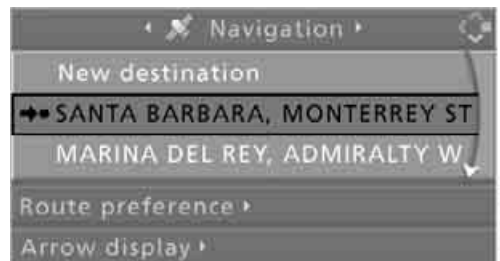 Navigation
New destination
SANTA BARBARA, MONTERREY ST
MARINA DEL REY, ADMIRALTY W
Route preference
Arrow display